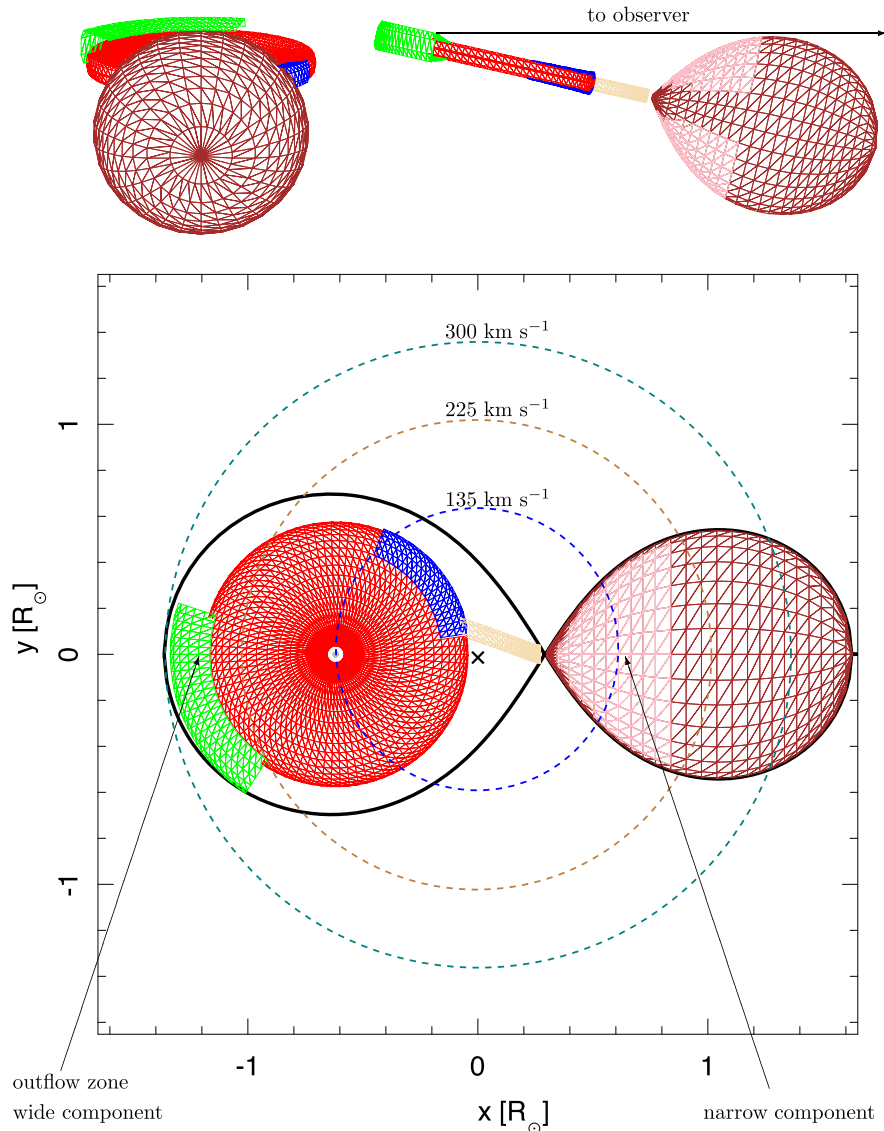 to observer
300 km s⁻¹
225 km s⁻¹
135 km s⁻¹
1
0
-1
y [R☉]
-1 0 1
x [R☉]
outflow zone
wide component
narrow component